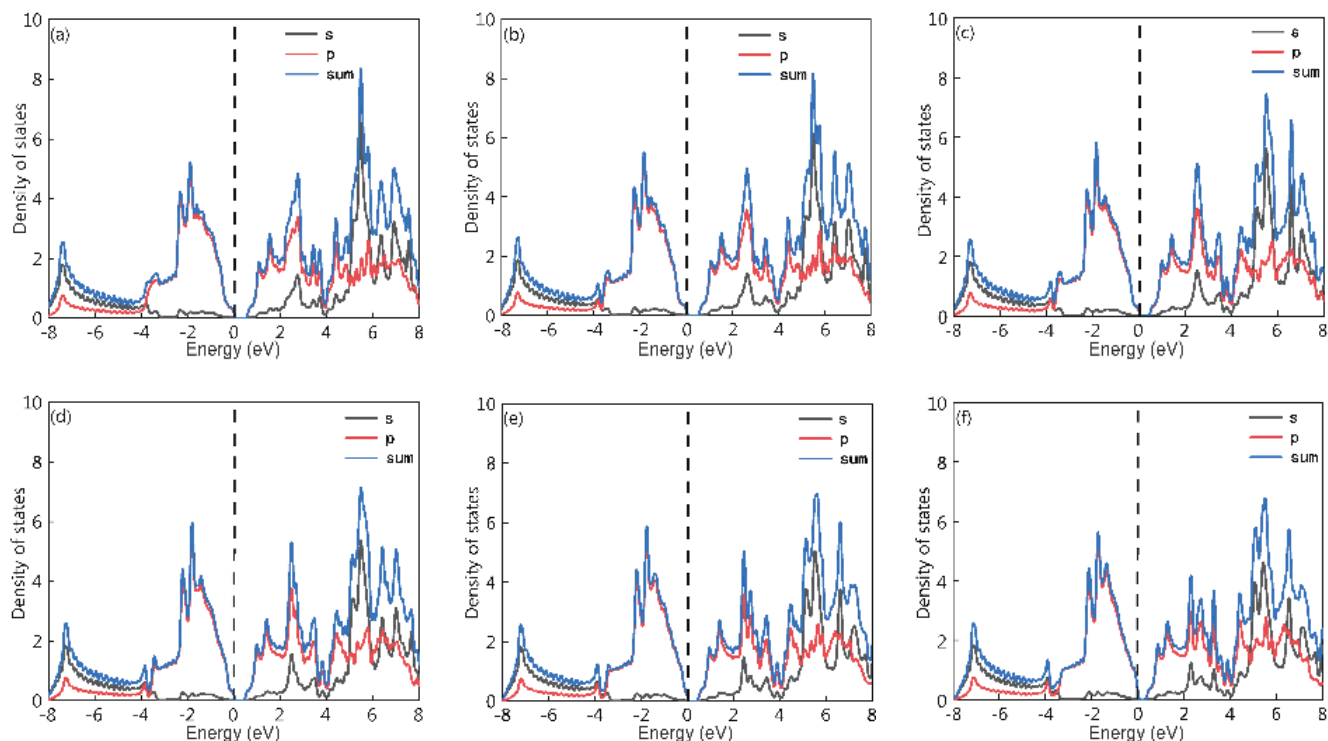 (a)
s
p
sum
Density of states
10
8
6
4
2
0
-8 -6 -4 -2 0 2 4 6 8
Energy (eV)
(b)
s
p
sum
Density of states
10
8
6
4
2
0
-8 -6 -4 -2 0 2 4 6 8
Energy (eV)
(c)
s
p
sum
Density of states
10
8
6
4
2
0
-8 -6 -4 -2 0 2 4 6 8
Energy (eV)
(d)
s
p
sum
Density of states
10
8
6
4
2
0
-8 -6 -4 -2 0 2 4 6 8
Energy (eV)
(e)
s
p
sum
Density of states
10
8
6
4
2
0
-8 -6 -4 -2 0 2 4 6 8
Energy (eV)
(f)
s
p
sum
Density of states
10
8
6
4
2
0
-8 -6 -4 -2 0 2 4 6 8
Energy (eV)